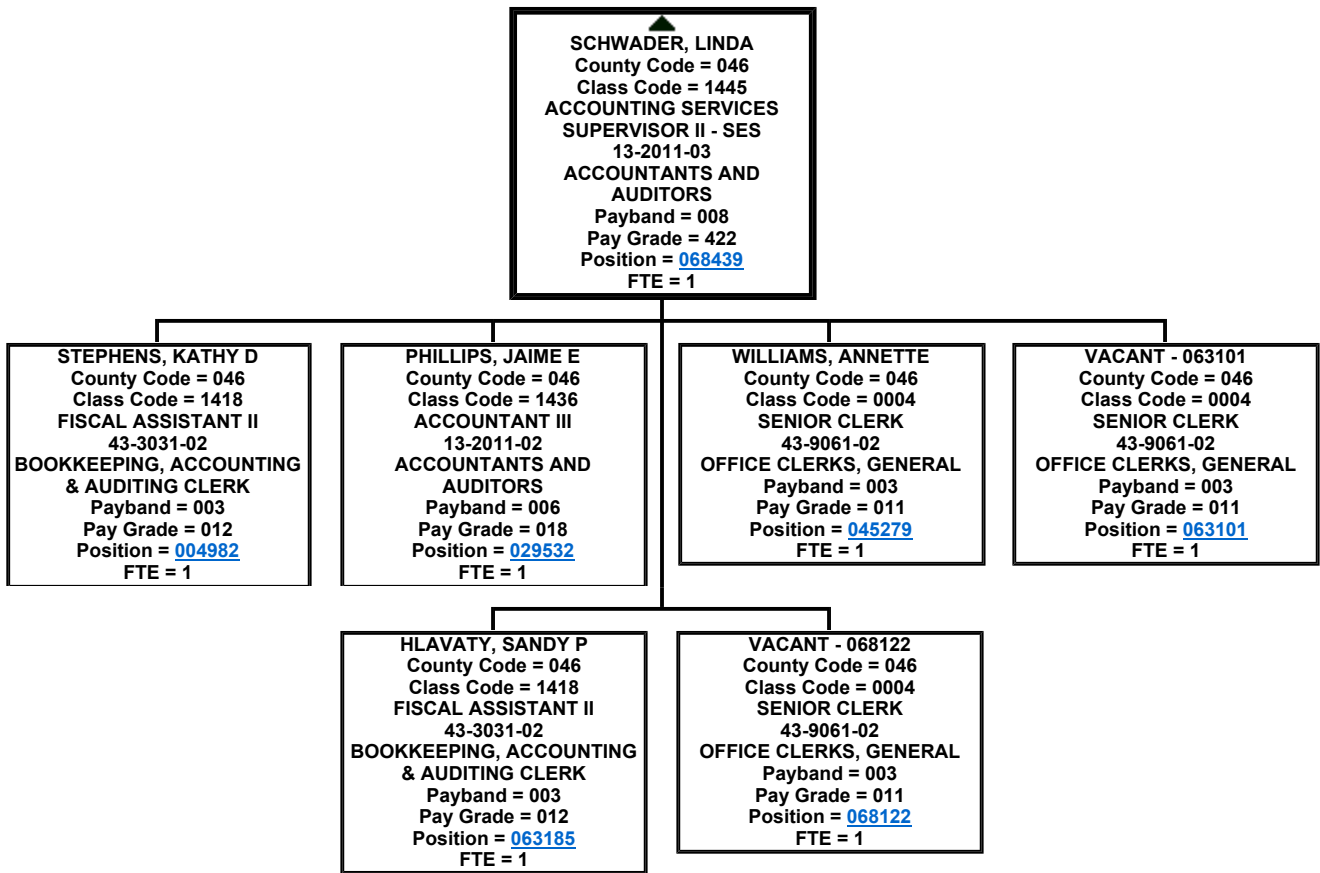 SCHWADER, LINDA
County Code = 046
Class Code = 1445
ACCOUNTING SERVICES
SUPERVISOR II - SES
13-2011-03
ACCOUNTANTS AND
AUDITORS
Payband = 008
Pay Grade = 422
Position = 068439
FTE = 1
STEPHENS, KATHY D
County Code = 046
Class Code = 1418
FISCAL ASSISTANT II
43-3031-02
BOOKKEEPING, ACCOUNTING
& AUDITING CLERK
Payband = 003
Pay Grade = 012
Position = 004982
FTE = 1
PHILLIPS, JAIME E
County Code = 046
Class Code = 1436
ACCOUNTANT III
13-2011-02
ACCOUNTANTS AND
AUDITORS
Payband = 006
Pay Grade = 018
Position = 029532
FTE = 1
WILLIAMS, ANNETTE
County Code = 046
Class Code = 0004
SENIOR CLERK
43-9061-02
OFFICE CLERKS, GENERAL
Payband = 003
Pay Grade = 011
Position = 045279
FTE = 1
VACANT - 063101
County Code = 046
Class Code = 0004
SENIOR CLERK
43-9061-02
OFFICE CLERKS, GENERAL
Payband = 003
Pay Grade = 011
Position = 063101
FTE = 1
HLAVATY, SANDY P
County Code = 046
Class Code = 1418
FISCAL ASSISTANT II
43-3031-02
BOOKKEEPING, ACCOUNTING
& AUDITING CLERK
Payband = 003
Pay Grade = 012
Position = 063185
FTE = 1
VACANT - 068122
County Code = 046
Class Code = 0004
SENIOR CLERK
43-9061-02
OFFICE CLERKS, GENERAL
Payband = 003
Pay Grade = 011
Position = 068122
FTE = 1